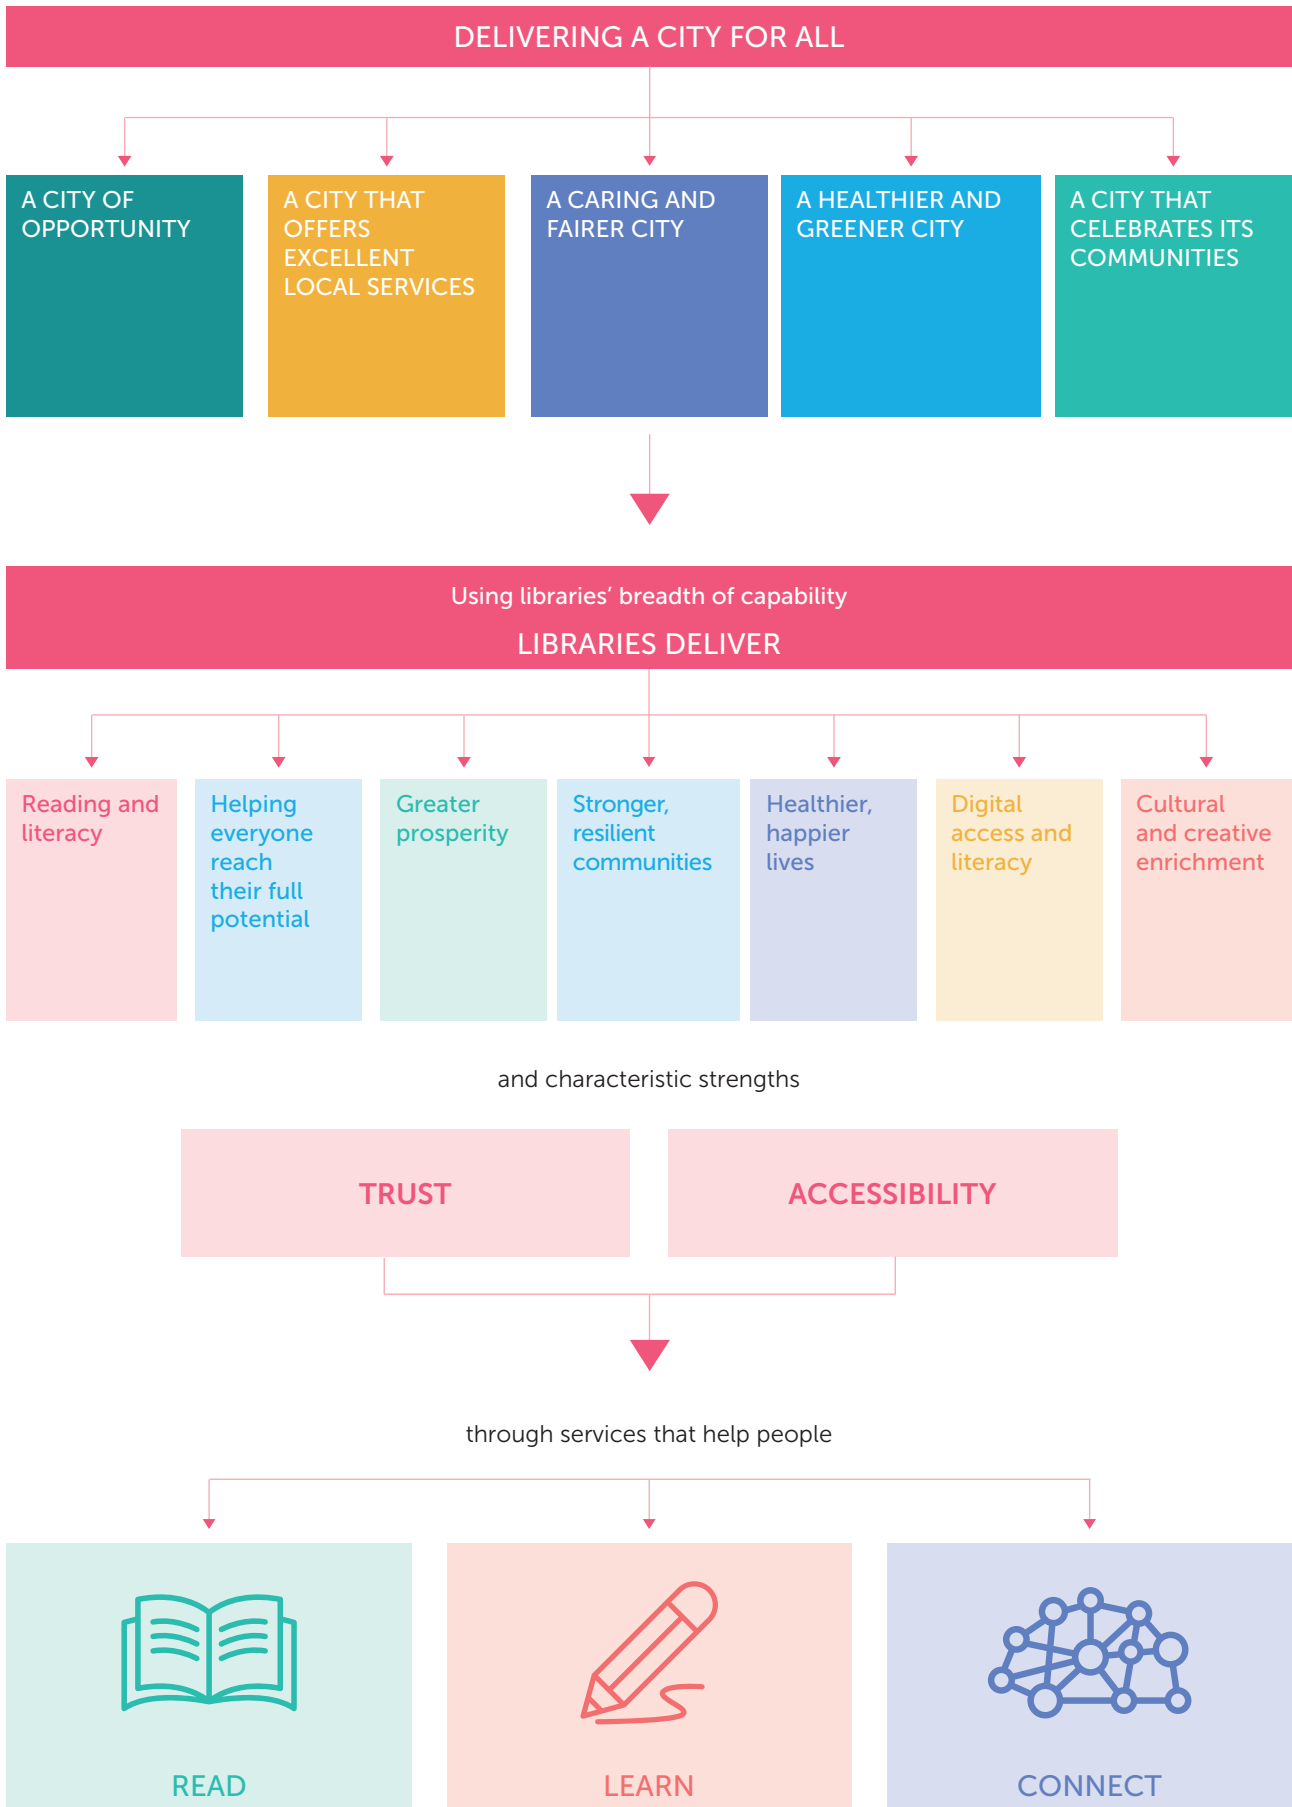 DELIVERING A CITY FOR ALL
A CITY OF
OPPORTUNITY
A CITY THAT
OFFERS
EXCELLENT
LOCAL SERVICES
A CARING AND
FAIRER CITY
A HEALTHIER AND
GREENER CITY
A CITY THAT
CELEBRATES ITS
COMMUNITIES
Using libraries’ breadth of capability
LIBRARIES DELIVER
Reading and
literacy
Helping
everyone
reach
their full
potential
Greater
prosperity
Stronger,
resilient
communities
Healthier,
happier
lives
Digital
access and
literacy
Cultural
and creative
enrichment
and characteristic strengths
TRUST
ACCESSIBILITY
through services that help people
READ
LEARN
CONNECT